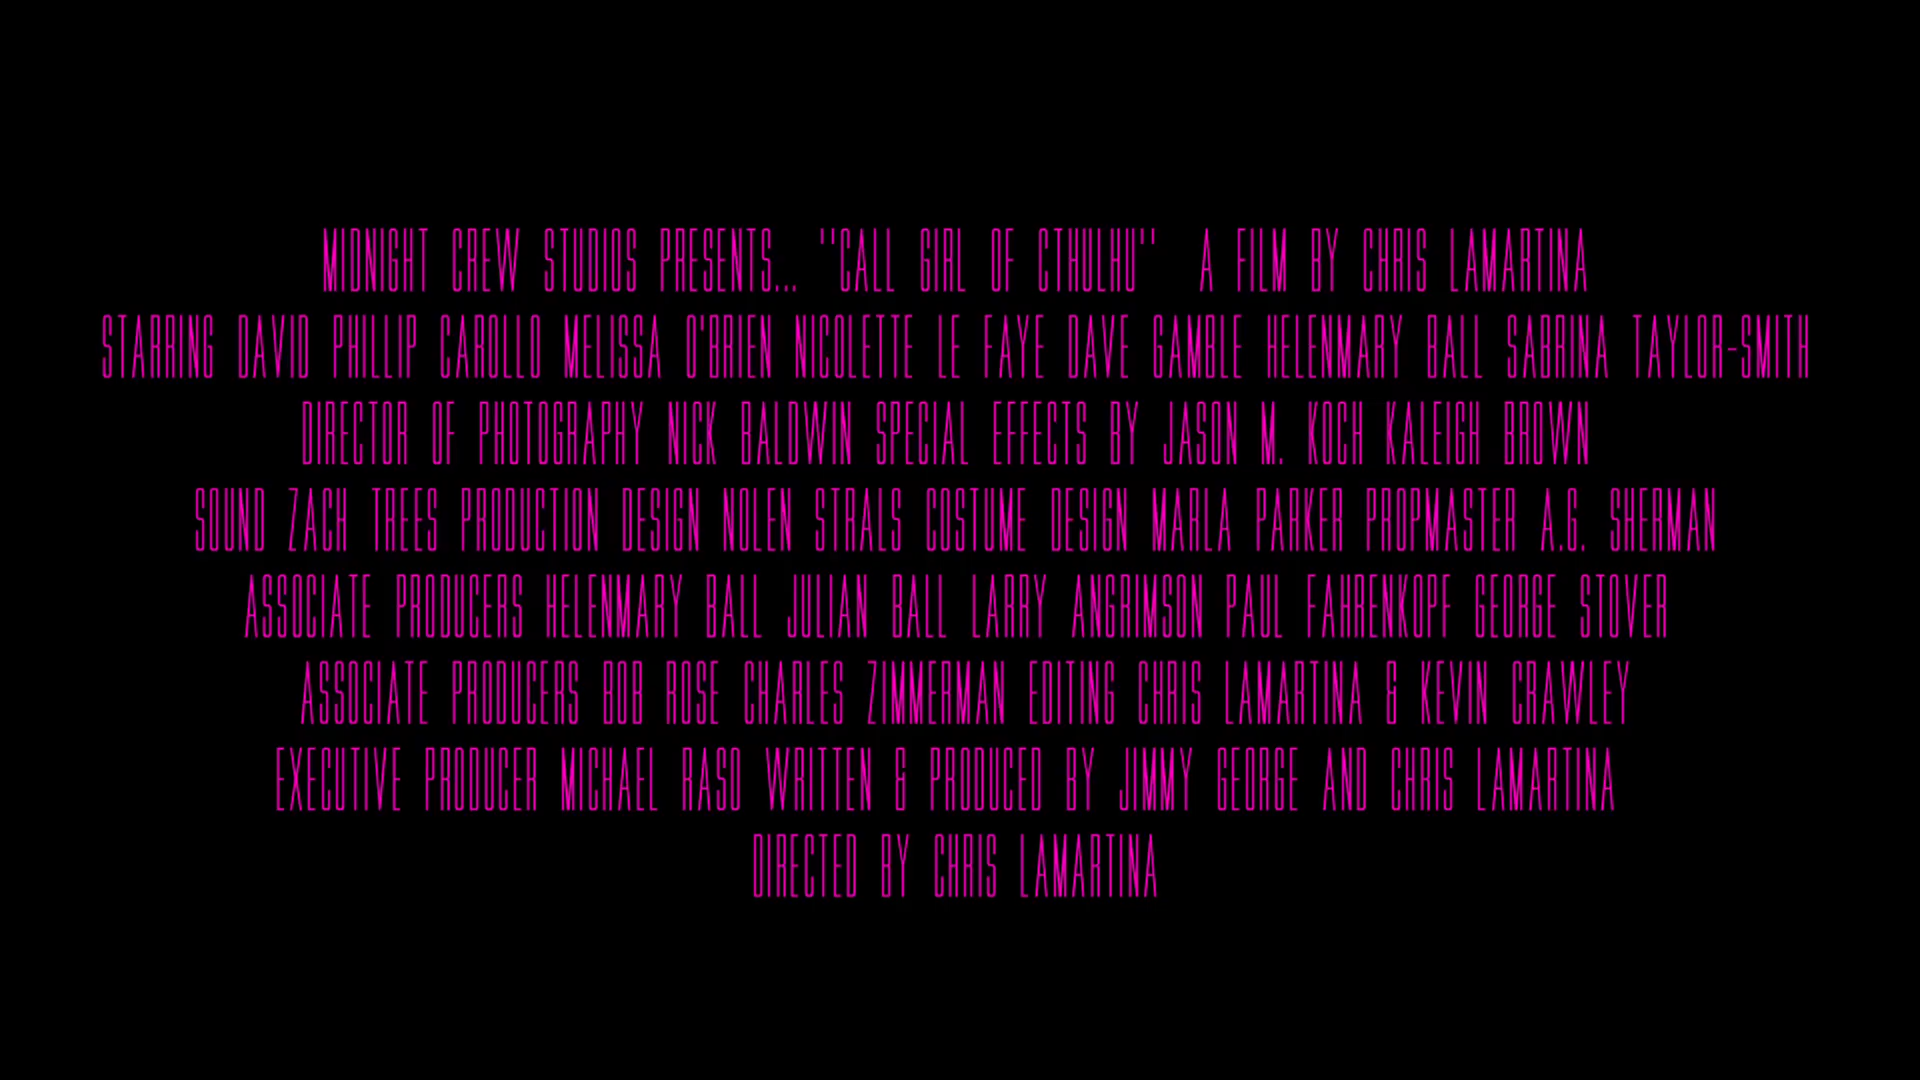 MIDNIGHT CREW STUDIOS PRESENTS... "CALL GIRL OF CTHULHU" A FILM BY CHRIS LAMARTINA
STARRING DAVID PHILLIP CAROLLO MELISSA O'BRIEN NICOLETTE LE FAYE DAVE GAMBLE HELENMARY BALL SABRINA TAYLOR-SMITH
DIRECTOR OF PHOTOGRAPHY NICK BALDWIN SPECIAL EFFECTS BY JASON M. KOCH KALEIGH BROWN
SOUND ZACH TREES PRODUCTION DESIGN NOLEN STRALS COSTUME DESIGN MARLA PARKER PROPMASTER A.G. SHERMAN
ASSOCIATE PRODUCERS HELENMARY BALL JULIAN BALL LARRY ANGRIMSON PAUL FAHRENKOPF GEORGE STOVER
ASSOCIATE PRODUCERS BOB ROSE CHARLES ZIMMERMAN EDITING CHRIS LAMARTINA & KEVIN CRAWLEY
EXECUTIVE PRODUCER MICHAEL RASO WRITTEN & PRODUCED BY JIMMY GEORGE AND CHRIS LAMARTINA
DIRECTED BY CHRIS LAMARTINA